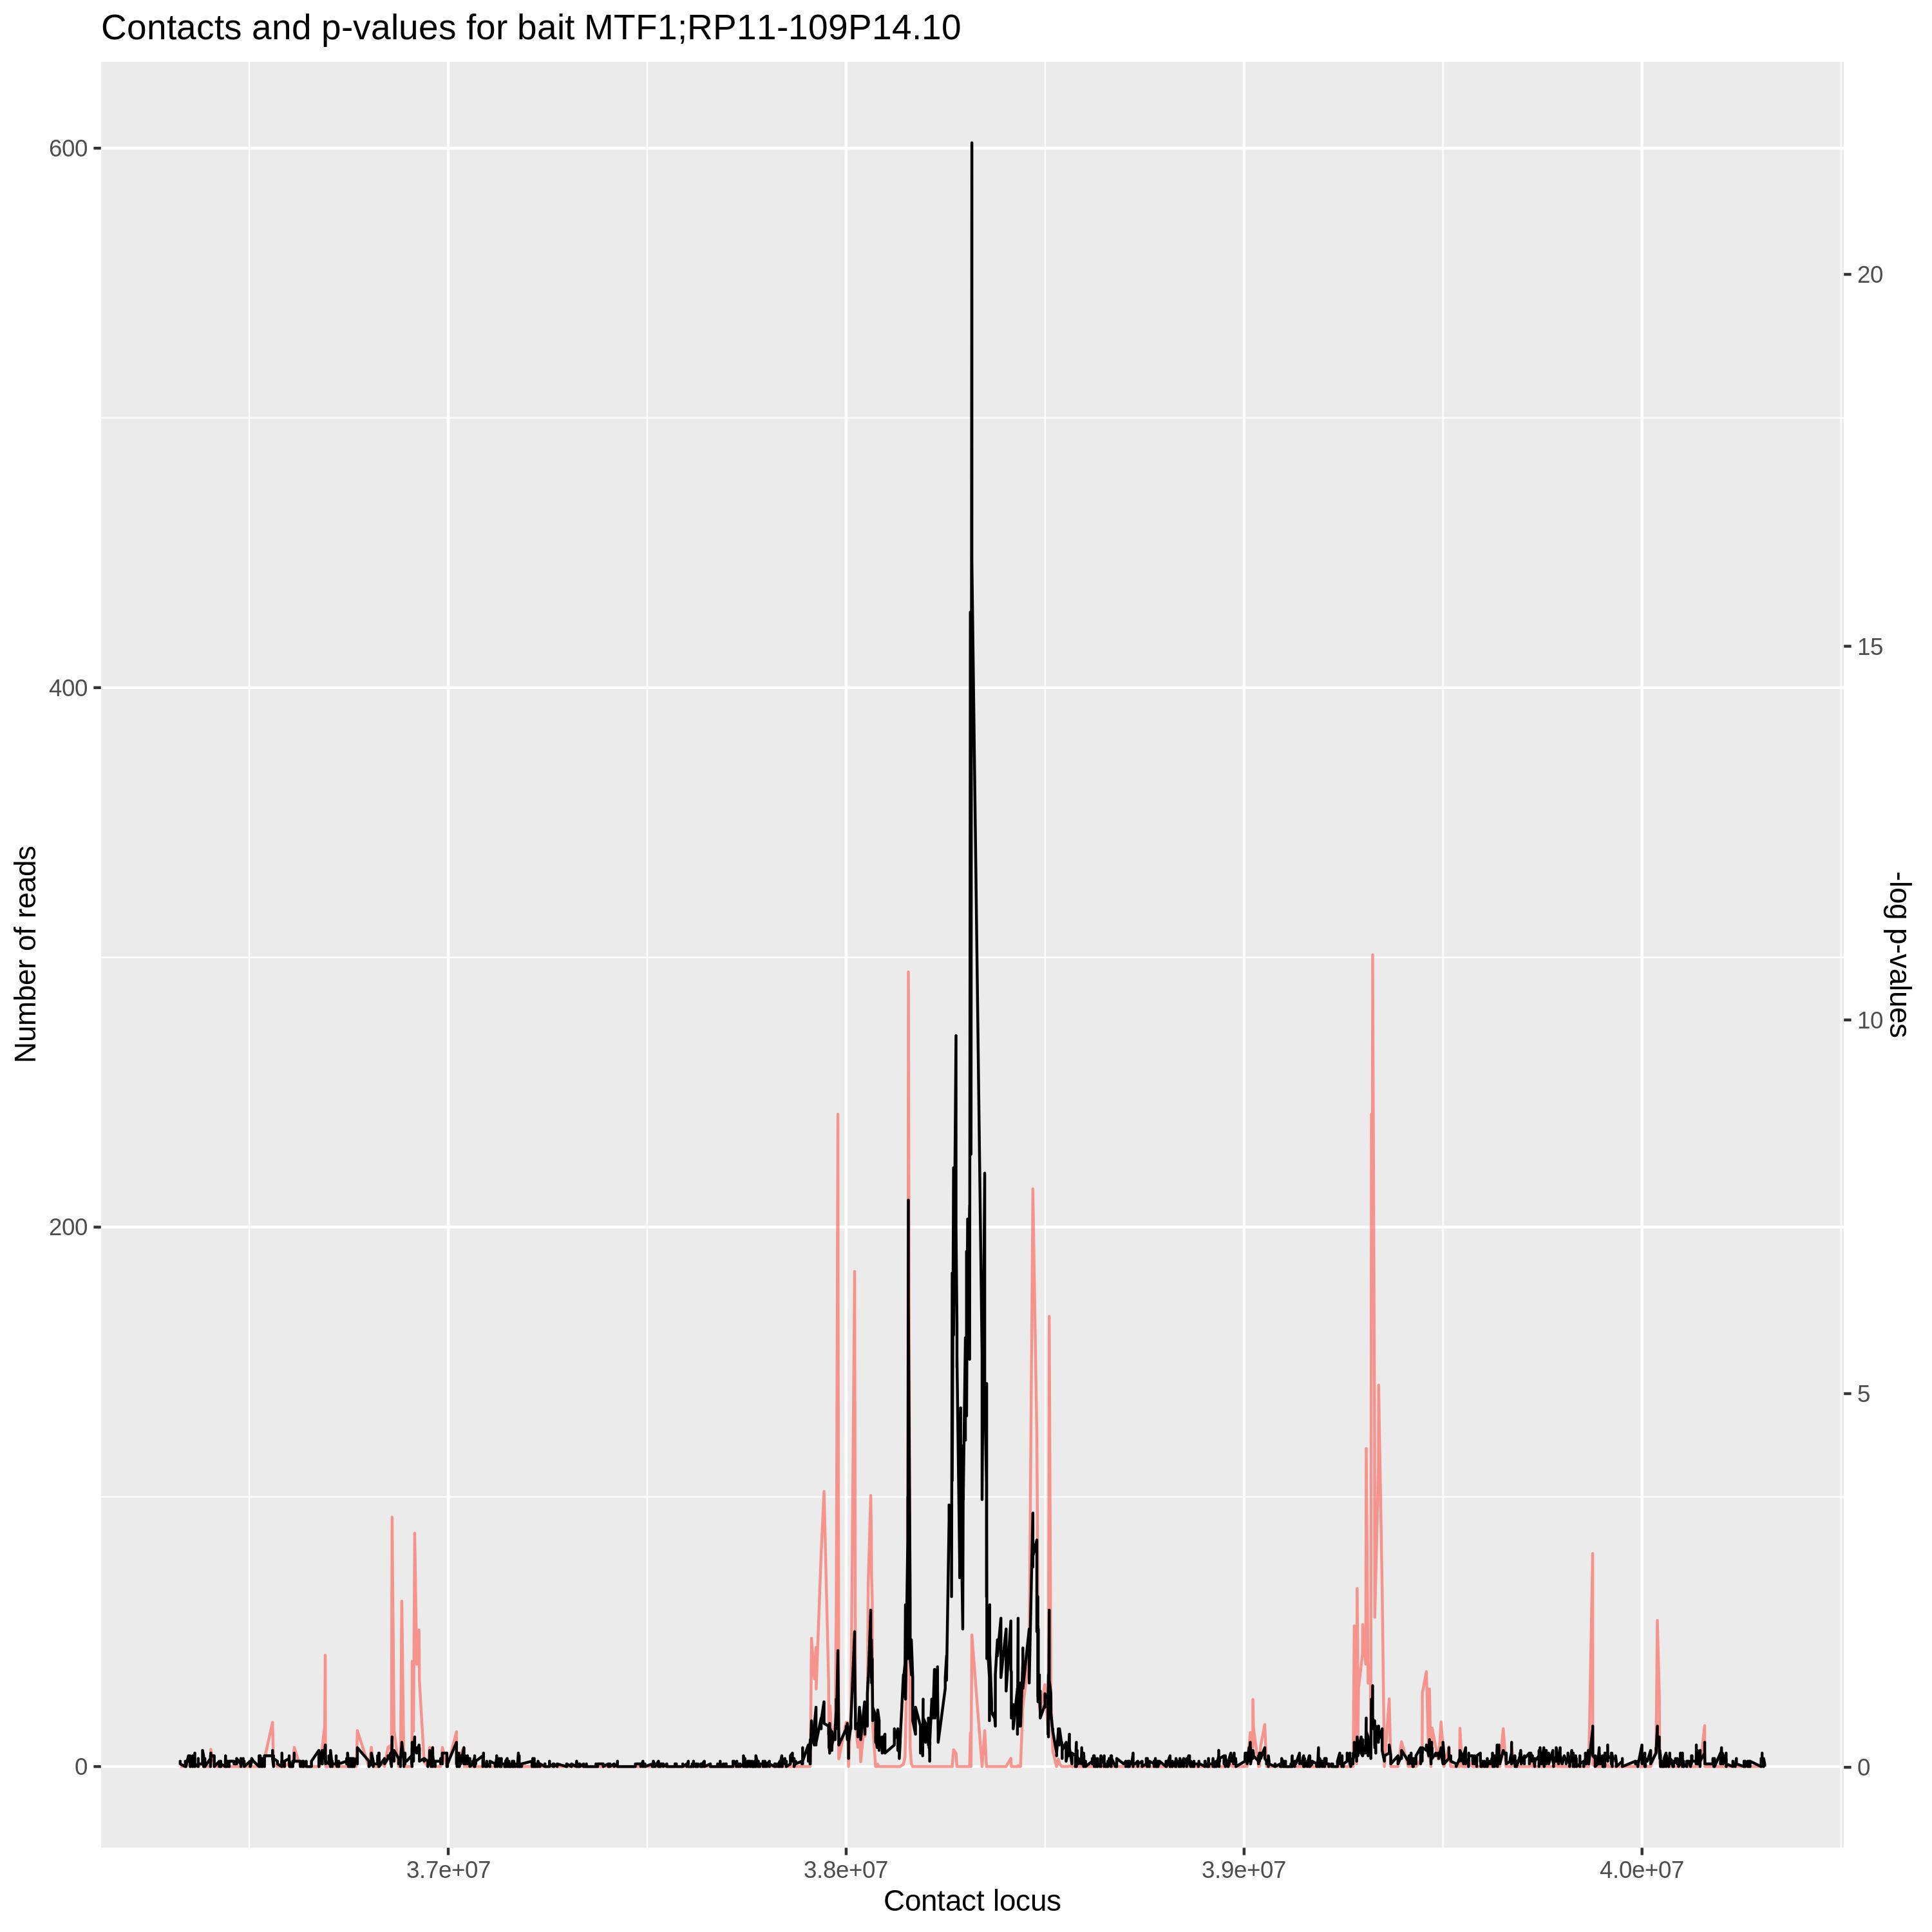 Contacts and p-values for bait MTF1;RP11-109P14.10
600
400
200
0
Number of reads
20
15
10
5
0
-log p-values
3.7e+07
3.8e+07
3.9e+07
4.0e+07
Contact locus